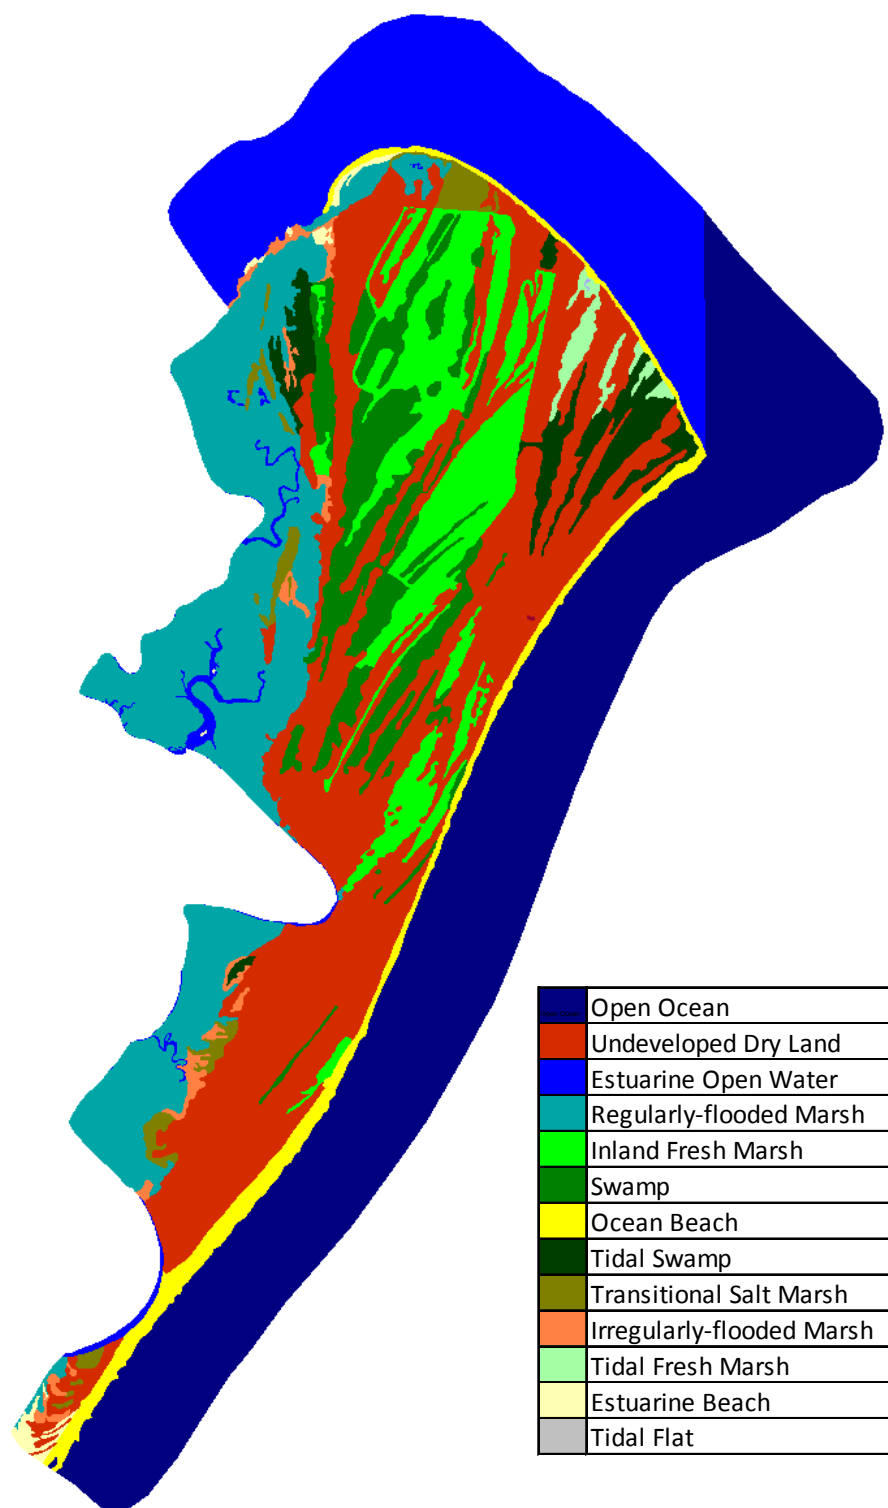 Open Ocean
Undeveloped Dry Land
Estuarine Open Water
Regularly-flooded Marsh
Inland Fresh Marsh
Swamp
Ocean Beach
Tidal Swamp
Transitional Salt Marsh
Irregularly-flooded Marsh
Tidal Fresh Marsh
Estuarine Beach
Tidal Flat